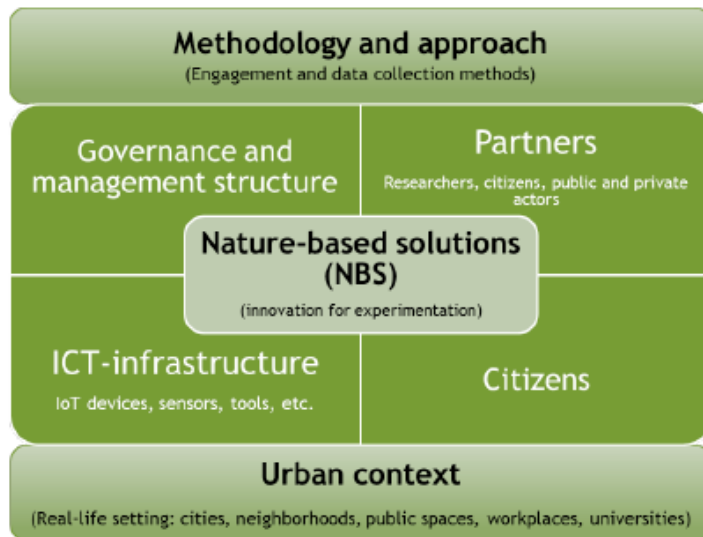 Methodology and approach
(Engagement and data collection methods)
Governance and
management structure
Partners
Researchers, citizens, public and private
actors
Nature-based solutions
(NBS)
(innovation for experimentation)
ICT-infrastructure
IoT devices, sensors, tools, etc.
Citizens
Urban context
(Real-life setting: cities, neighborhoods, public spaces, workplaces, universities)